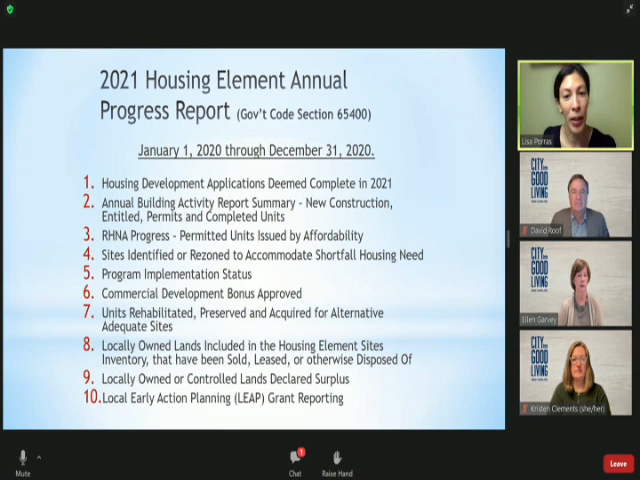 2021 Housing Element Annual
Progress Report (Gov't Code Section 65400)
January 1, 2020 through December 31, 2020.
1. Housing Development Applications Deemed Complete in 2021
2. Annual Building Activity Report Summary - New Construction,
Entitled, Permits and Completed Units
3. RHNA Progress - Permitted Units Issued by Affordability
4. Sites Identified or Rezoned to Accommodate Shortfall Housing Need
5. Program Implementation Status
6. Commercial Development Bonus Approved
7. Units Rehabilitated, Preserved and Acquired for Alternative
Adequate Sites
8. Locally Owned Lands Included in the Housing Element Sites
Inventory, that have been Sold, Leased, or otherwise Disposed Of
9. Locally Owned or Controlled Lands Declared Surplus
10. Local Early Action Planning (LEAP) Grant Reporting
Lisa Porras
CITY
GOOD
LIVING
David Roof
CITY
GOOD
LIVING
Ellen Garvey
CITY
GOOD
LIVING
Kristen Clements (she/her)
Mute
1
Chat
Raise Hand
Leave